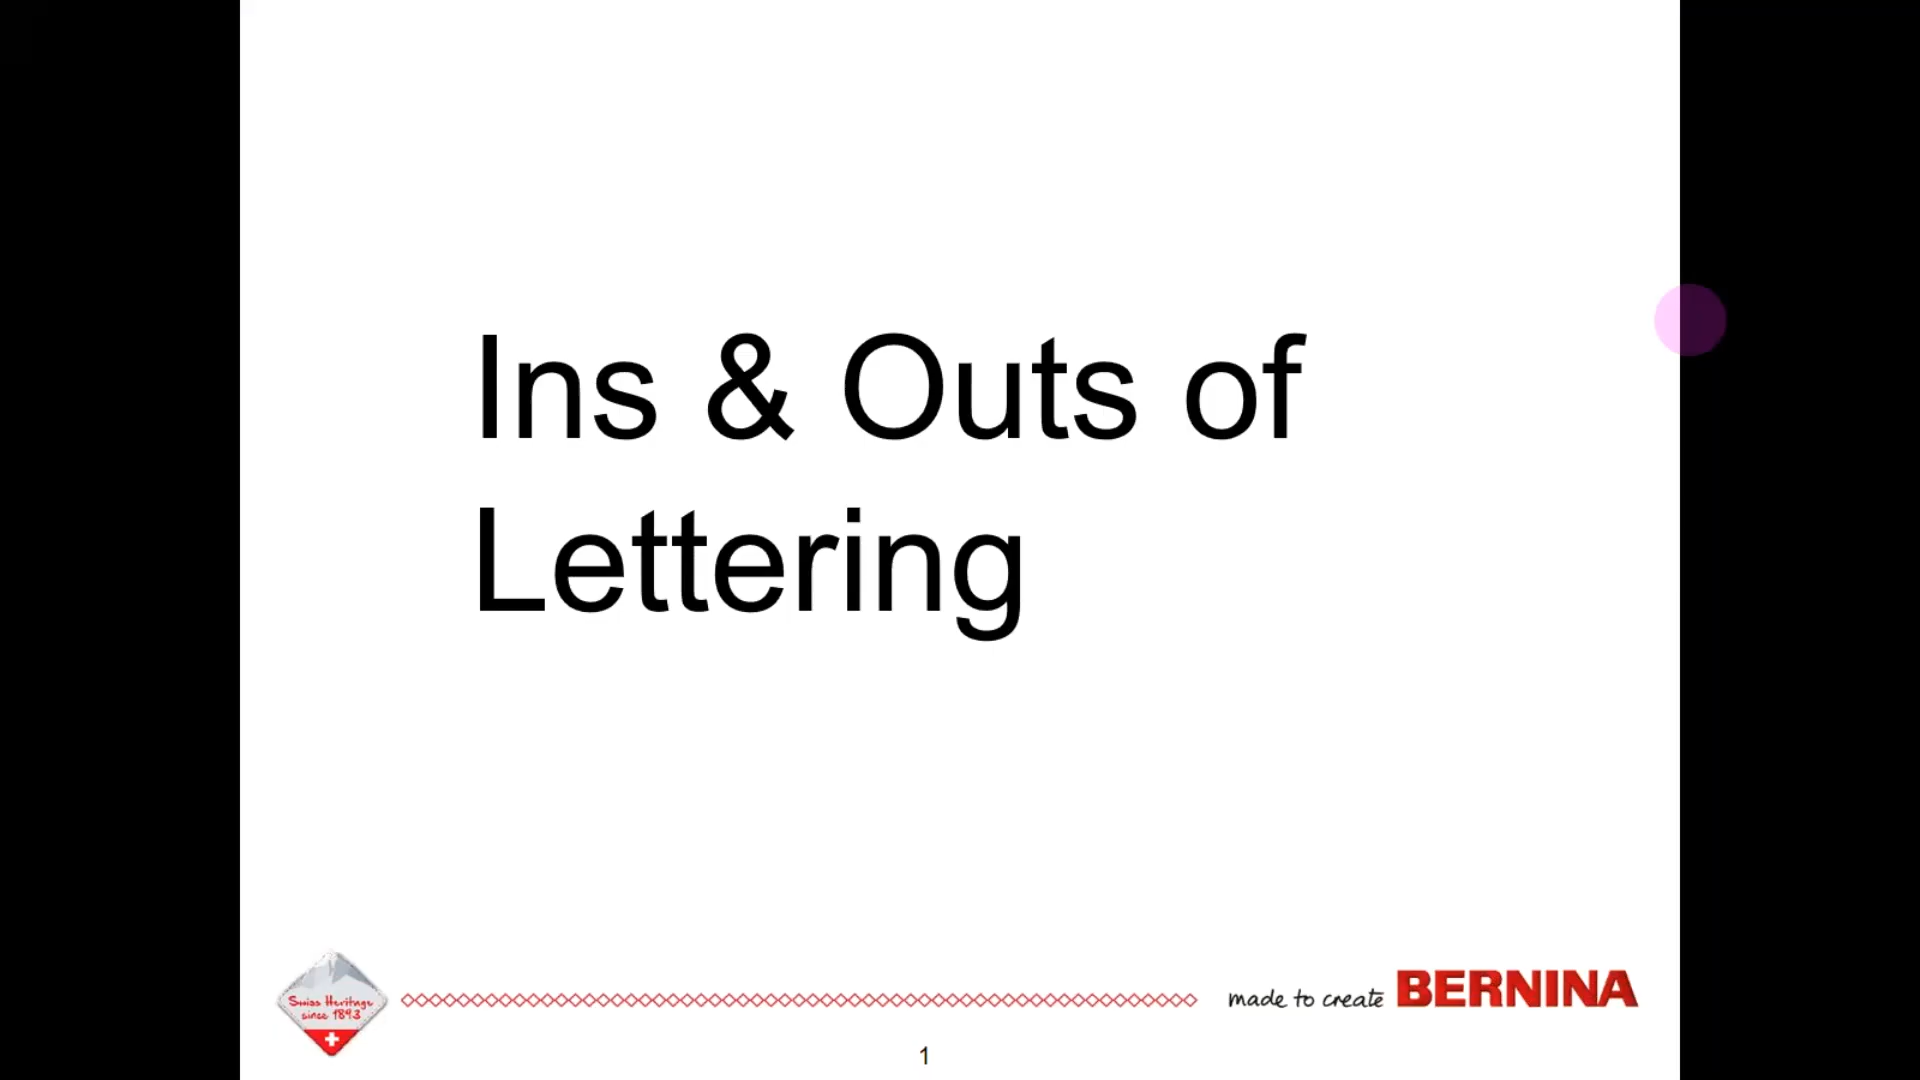 Ins & Outs of
Lettering
Swiss Heritage
since 1893
made to create BERNINA
1